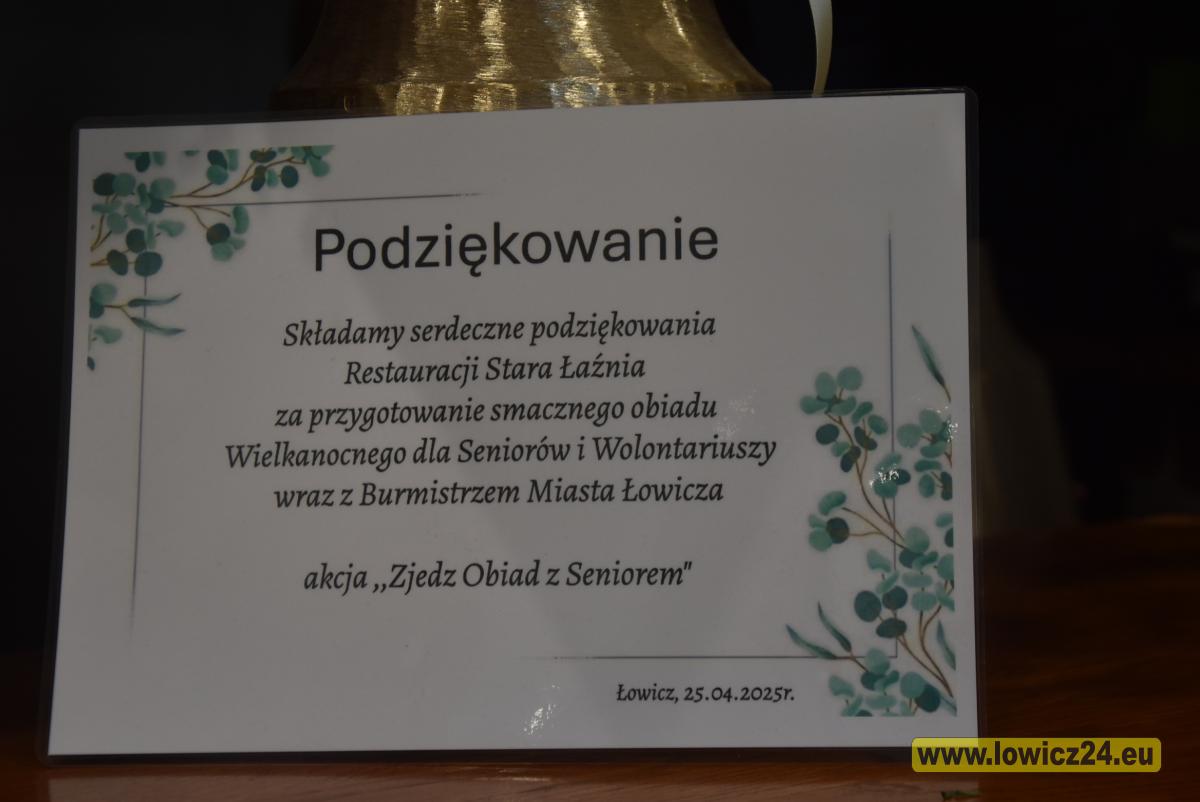 Podziękowanie
Składamy serdeczne podziękowania
Restauracji Stara Łaźnia
za przygotowanie smacznego obiadu
Wielkanocnego dla Seniorów i Wolontariuszy
wraz z Burmistrzem Miasta Łowicza
akcja ,,Zjedz Obiad z Seniorem"
Łowicz, 25.04.2025r.
www.lowicz24.eu